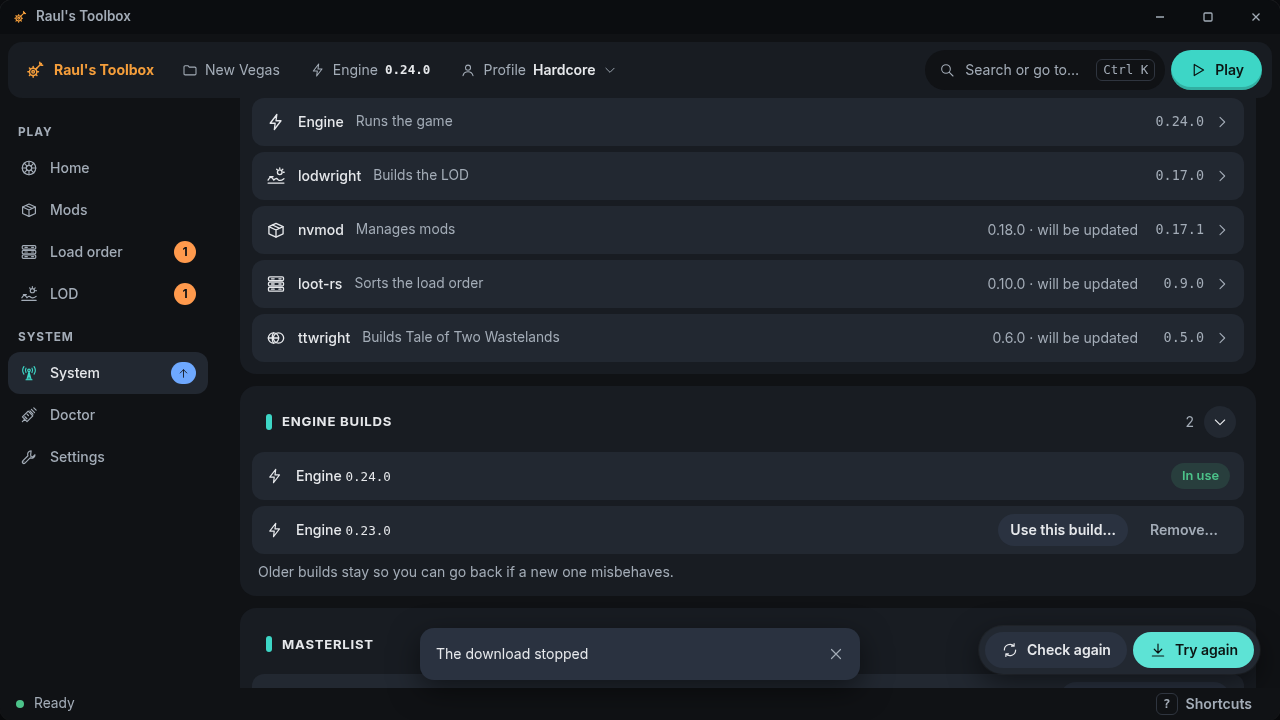 Raul's Toolbox
Raul's Toolbox New Vegas Engine 0.24.0 Profile Hardcore Search or go to... Ctrl K Play
PLAY
Home
Mods
Load order 1
LOD 1
SYSTEM
System
Doctor
Settings
Engine Runs the game 0.24.0
lodwright Builds the LOD 0.17.0
nvmod Manages mods 0.18.0 · will be updated 0.17.1
loot-rs Sorts the load order 0.10.0 · will be updated 0.9.0
ttwright Builds Tale of Two Wastelands 0.6.0 · will be updated 0.5.0
ENGINE BUILDS 2
Engine 0.24.0 In use
Engine 0.23.0 Use this build... Remove...
Older builds stay so you can go back if a new one misbehaves.
MASTERLIST
The download stopped
Check again Try again
Ready ? Shortcuts